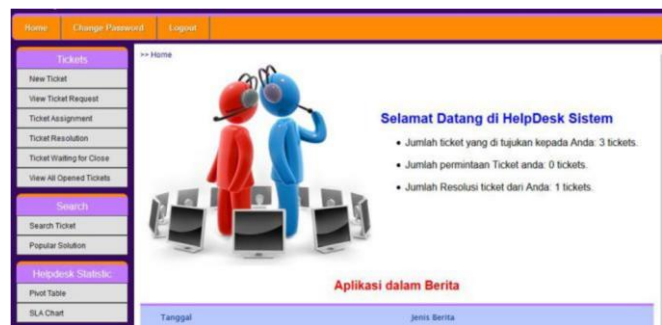 Home Change Password Logout
Tickets
New Ticket
View Ticket Request
Ticket Assignment
Ticket Resolution
Ticket Waiting for Close
View All Opened Tickets
Search
Search Ticket
Popular Solution
Helpdesk Statistic
Pivot Table
SLA Chart
>> Home
Selamat Datang di HelpDesk Sistem
• Jumlah ticket yang di tujukan kepada Anda: 3 tickets.
• Jumlah permintaan Ticket anda: 0 tickets.
• Jumlah Resolusi ticket dari Anda: 1 tickets.
Aplikasi dalam Berita
Tanggal Jenis Berita